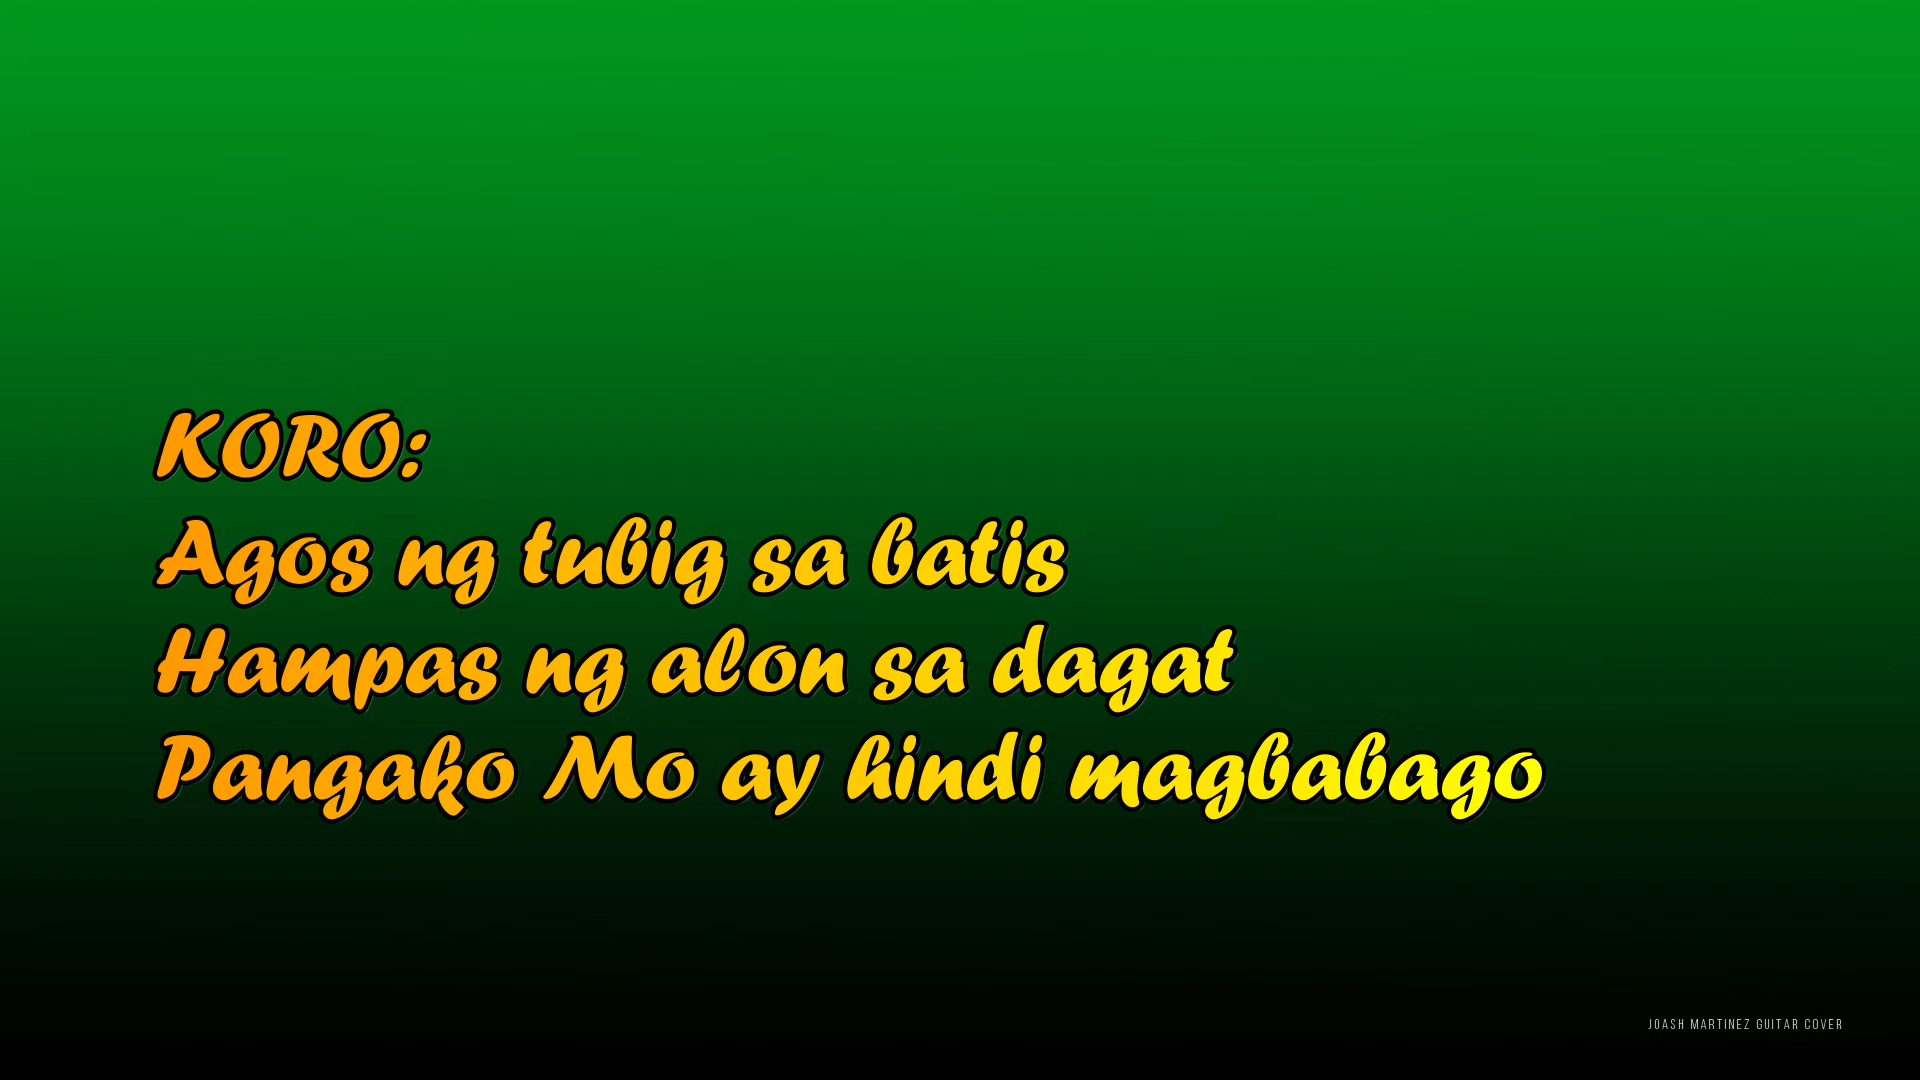 KORO:
Agos ng tubig sa batis
Hampas ng alon sa dagat
Pangako Mo ay hindi magbabago
JOASH MARTINEZ GUITAR COVER